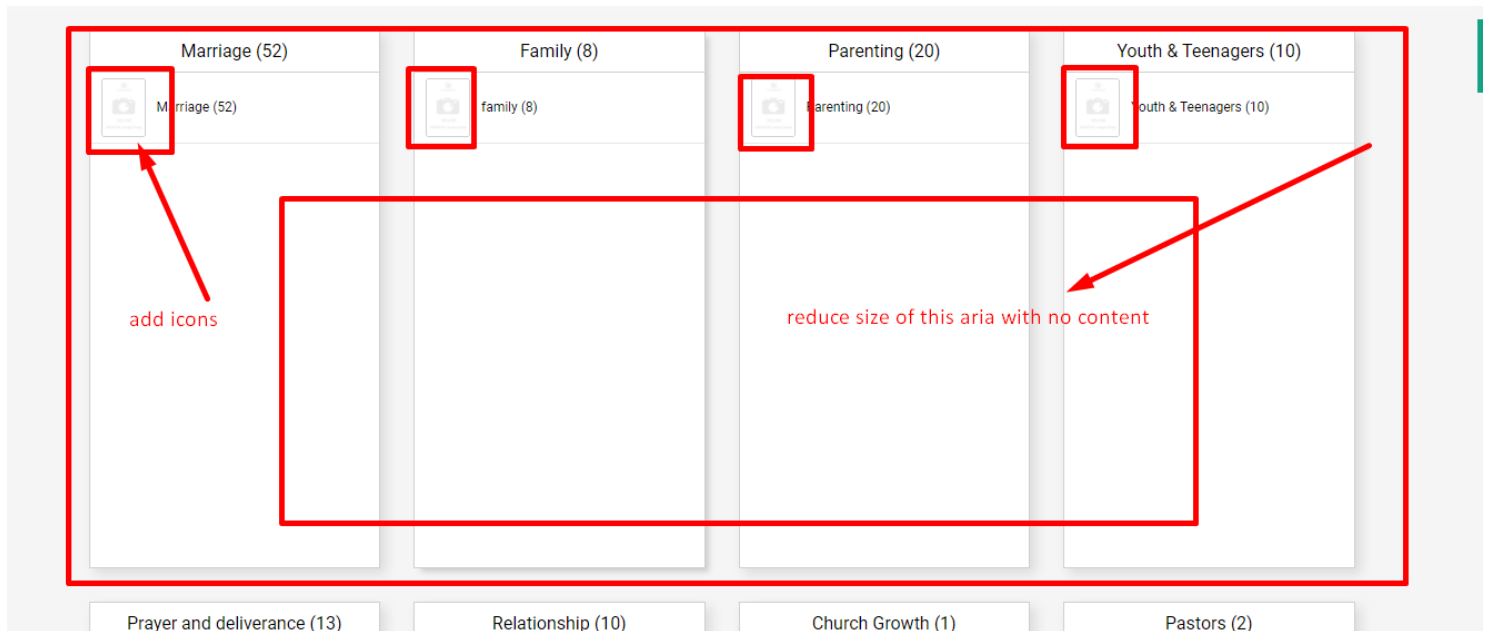 Marriage (52)
Family (8)
Parenting (20)
Youth & Teenagers (10)
Marriage (52)
family (8)
Parenting (20)
Youth & Teenagers (10)
add icons
reduce size of this aria with no content
Prayer and deliverance (13)
Relationship (10)
Church Growth (1)
Pastors (2)